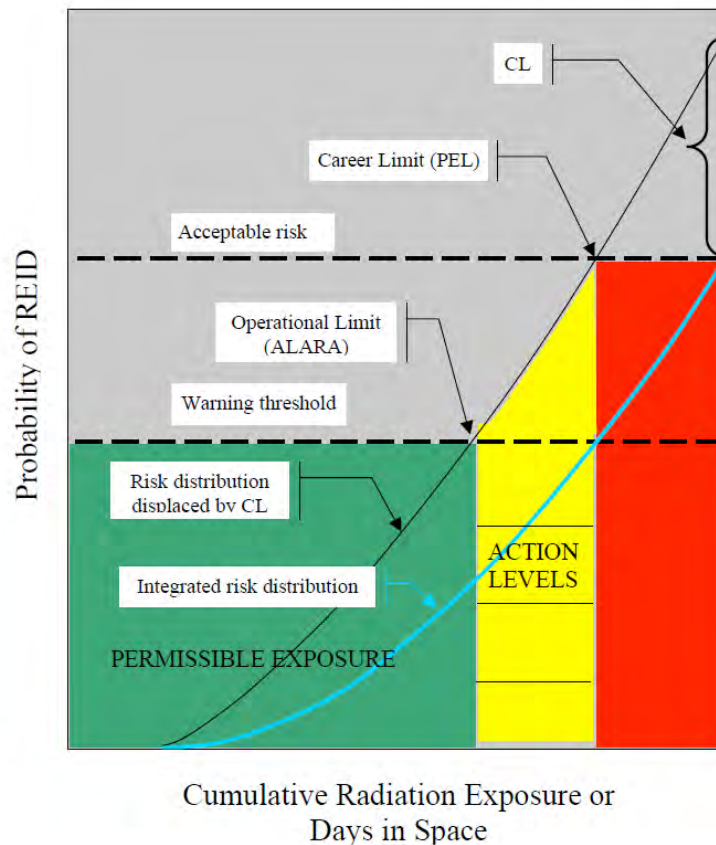 CL
Career Limit (PEL)
Acceptable risk
Operational Limit
(ALARA)
Warning threshold
Risk distribution
displaced by CL
Integrated risk distribution
ACTION
LEVELS
PERMISSIBLE EXPOSURE
Probability of REID
Cumulative Radiation Exposure or
Days in Space